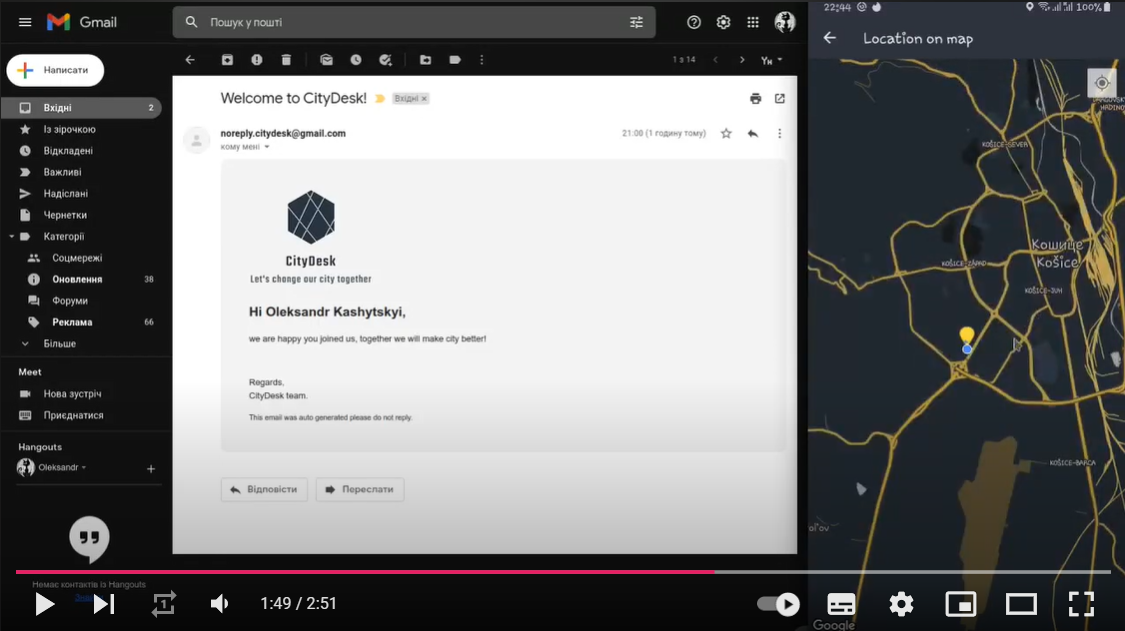 Gmail
Пошук у пошті
22:44
100%
Location on map
Написати
1 з 14
Вхідні 2
Із зірочкою
Відкладені
Важливі
Надіслані
Чернетки
Категорії
Соцмережі
Оновлення 38
Форуми
Реклама 66
Більше
Meet
Нова зустріч
Приєднатися
Hangouts
Oleksandr
Немає контактів із Hangouts
Welcome to CityDesk!
Вхідні x
noreply.citydesk@gmail.com
21:00 (1 годину тому)
кому мені
CityDesk
Let's change our city together
Hi Oleksandr Kashytskyi,
we are happy you joined us, together we will make city better!
Regards,
CityDesk team.
This email was auto generated please do not reply.
Відповісти
Переслати
KOŠICE-SEVER
Кошице
Košice
KOŠICE-ZÁPAD
KOŠICE-JUH
KOŠICE-BARCA
Google
1:49 / 2:51